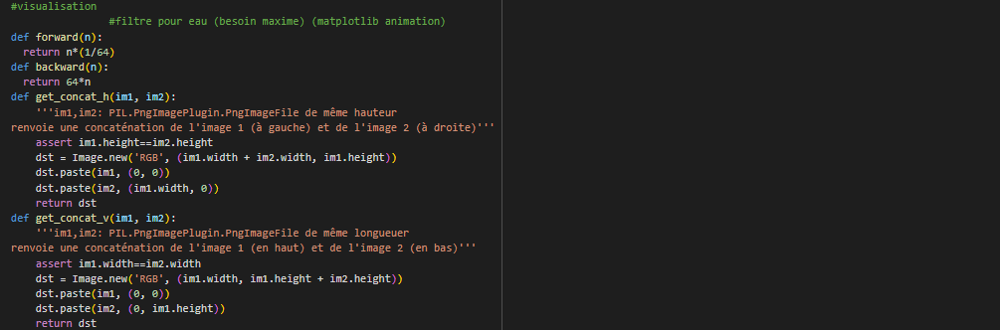 #visualisation
#filtre pour eau (besoin maxime) (matplotlib animation)
def forward(n):
return n*(1/64)
def backward(n):
return 64*n
def get_concat_h(im1, im2):
'''im1,im2: PIL.PngImagePlugin.PngImageFile de même hauteur
renvoie une concaténation de l'image 1 (à gauche) et de l'image 2 (à droite)'''
assert im1.height==im2.height
dst = Image.new('RGB', (im1.width + im2.width, im1.height))
dst.paste(im1, (0, 0))
dst.paste(im2, (im1.width, 0))
return dst
def get_concat_v(im1, im2):
'''im1,im2: PIL.PngImagePlugin.PngImageFile de même longueuer
renvoie une concaténation de l'image 1 (en haut) et de l'image 2 (en bas)'''
assert im1.width==im2.width
dst = Image.new('RGB', (im1.width, im1.height + im2.height))
dst.paste(im1, (0, 0))
dst.paste(im2, (0, im1.height))
return dst